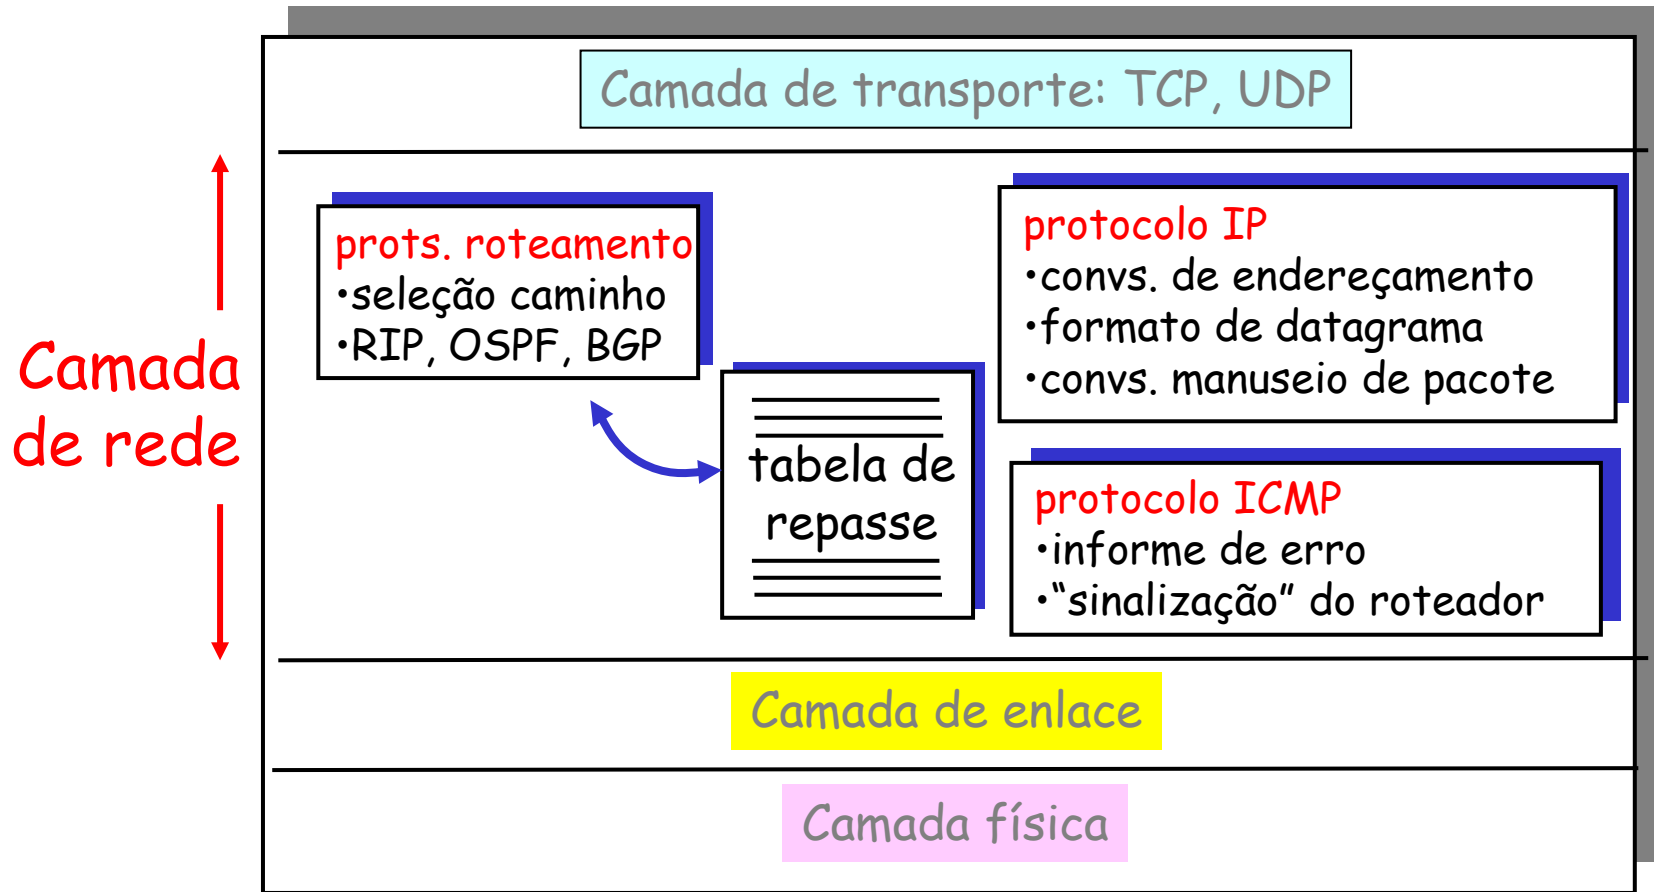 Camada de transporte: TCP, UDP
Camada
de rede
prots. roteamento
•seleção caminho
•RIP, OSPF, BGP
tabela de
repasse
protocolo IP
•convs. de endereçamento
•formato de datagrama
•convs. manuseio de pacote
protocolo ICMP
•informe de erro
•“sinalização” do roteador
Camada de enlace
Camada física